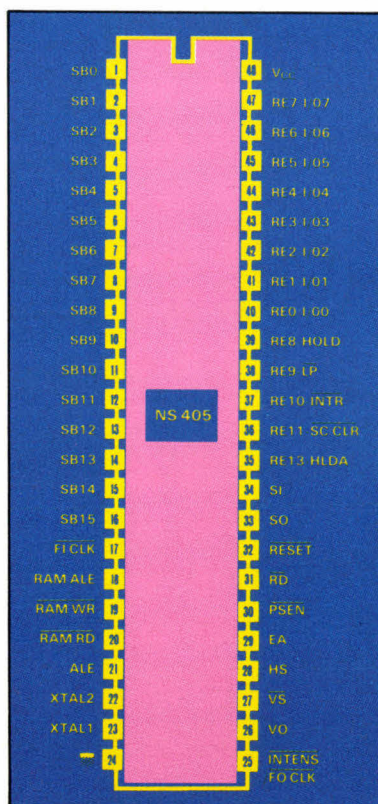 SB0 1 48 Vcc
SB1 2 47 RE7 I-07
SB2 3 46 RE6 I-06
SB3 4 45 RE5 I-05
SB4 5 44 RE4 I-04
SB5 6 43 RE3 I-03
SB6 7 42 RE2 I-02
SB7 8 41 RE1 I-01
SB8 9 40 RE0 I-00
SB9 10 39 RE8 HOLD
SB10 11 38 RE9 LP
SB11 12 37 RE10 INTR
NS 405
SB12 13 36 RE11 SC CLR
SB13 14 35 RE13 HLDA
SB14 15 34 SI
SB15 16 33 SO
FI CLK 17 32 RESET
RAM ALE 18 31 RD
RAM WR 19 30 PSEN
RAM RD 20 29 EA
ALE 21 28 HS
XTAL2 22 27 VS
XTAL1 23 26 VO
24 25 INTENS
FO CLK